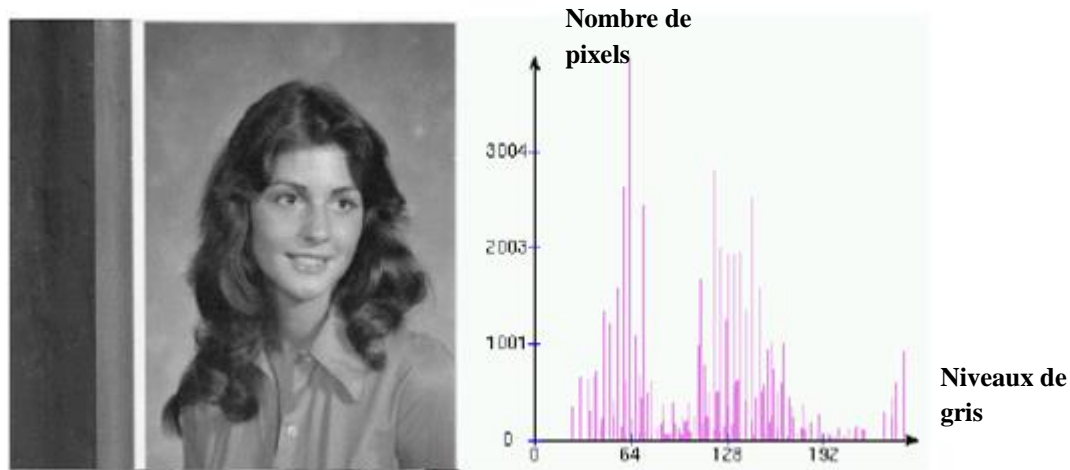 Nombre de
pixels
3004
2003
1001
0
0 64 128 192
Niveaux de
gris